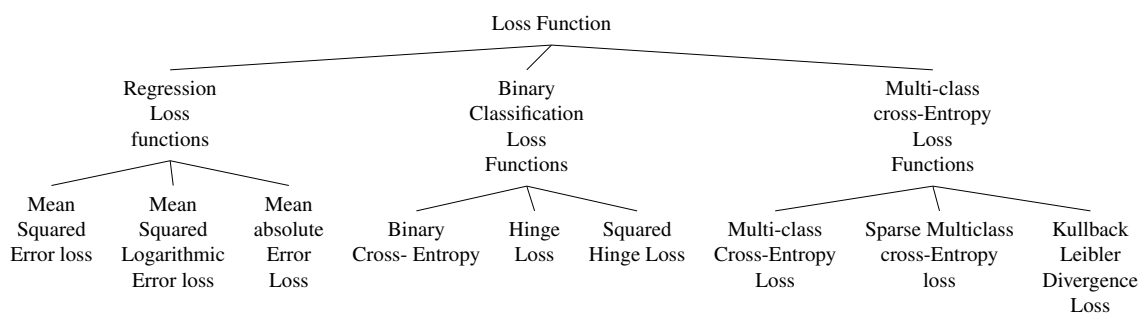 Loss Function
Regression
Loss
functions
Binary
Classification
Loss
Functions
Multi-class
cross-Entropy
Loss
Functions
Mean
Squared
Error loss
Mean
Squared
Logarithmic
Error loss
Mean
absolute
Error
Loss
Binary
Cross- Entropy
Hinge
Loss
Squared
Hinge Loss
Multi-class
Cross-Entropy
Loss
Sparse Multiclass
cross-Entropy
loss
Kullback
Leibler
Divergence
Loss